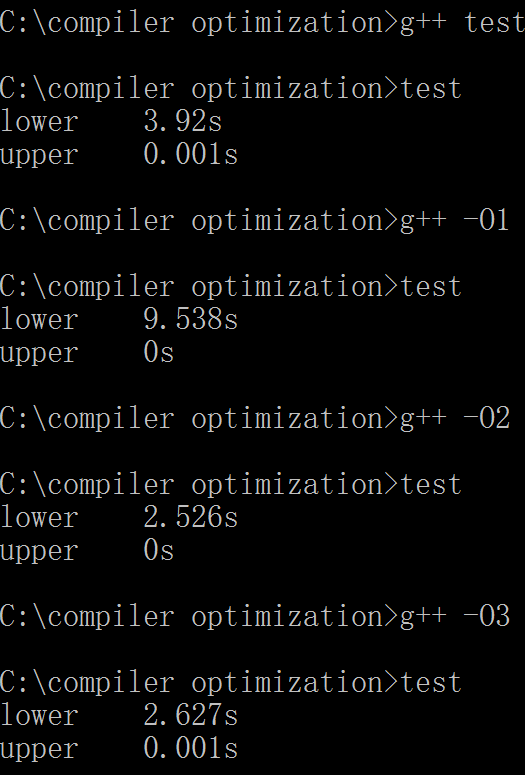 C:\compiler optimization>g++ test
C:\compiler optimization>test
lower    3.92s
upper    0.001s
C:\compiler optimization>g++ -O1
C:\compiler optimization>test
lower    9.538s
upper    0s
C:\compiler optimization>g++ -O2
C:\compiler optimization>test
lower    2.526s
upper    0s
C:\compiler optimization>g++ -O3
C:\compiler optimization>test
lower    2.627s
upper    0.001s